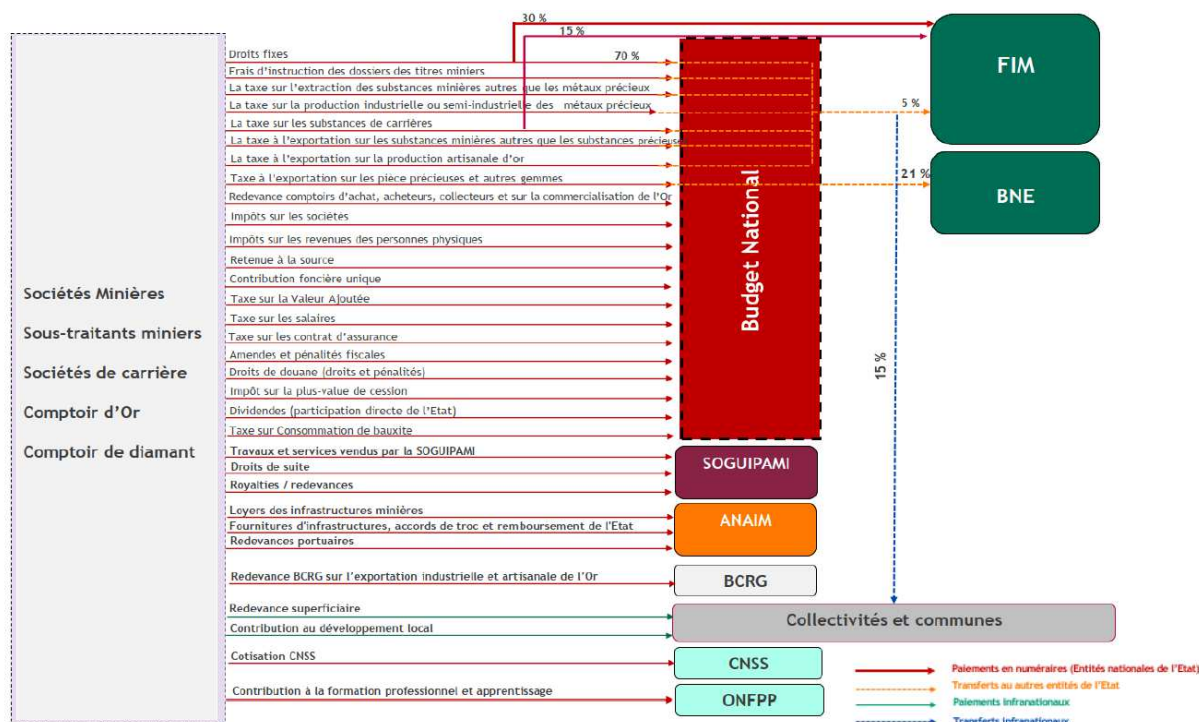 30 %
15 %
Droits fixes
70 %
Frais d'instruction des dossiers des titres miniers
La taxe sur l'extraction des substances minières autres que les métaux précieux
La taxe sur la production industrielle ou semi-industrielle des métaux précieux
La taxe sur les substances de carrières
La taxe à l'exportation sur les substances minières autres que les substances précieuse
La taxe à l'exportation sur la production artisanale d'or
Taxe à l'exportation sur les pièce précieuses et autres gemmes
Redevance comptoirs d'achat, acheteurs, collecteurs et sur la commercialisation de l'Or
Impôts sur les sociétés
Impôts sur les revenues des personnes physiques
Retenue à la source
Contribution foncière unique
Taxe sur la Valeur Ajoutée
Taxe sur les salaires
Taxe sur les contrat d'assurance
Amendes et pénalités fiscales
Droits de douane (droits et pénalités)
Impôt sur la plus-value de cession
Dividendes (participation directe de l'Etat)
Taxe sur Consommation de bauxite
Travaux et services vendus par la SOGUIPAMI
Droits de suite
Royalties / redevances
Loyers des infrastructures minières
Fournitures d'infrastructures, accords de troc et remboursement de l'Etat
Redevances portuaires
Redevance BCRG sur l'exportation industrielle et artisanale de l'Or
Redevance superficiaire
Contribution au développement local
Cotisation CNSS
Contribution à la formation professionnel et apprentissage
Sociétés Minières
Sous-traitants miniers
Sociétés de carrière
Comptoir d'Or
Comptoir de diamant
Budget National
SOGUIPAMI
ANAIM
BCRG
Collectivités et communes
CNSS
ONFPP
FIM
5 %
21 %
BNE
15 %
Paiements en numéraires (Entités nationales de l'Etat)
Transferts au autres entités de l'Etat
Paiements infranationaux
Transferts infranationaux